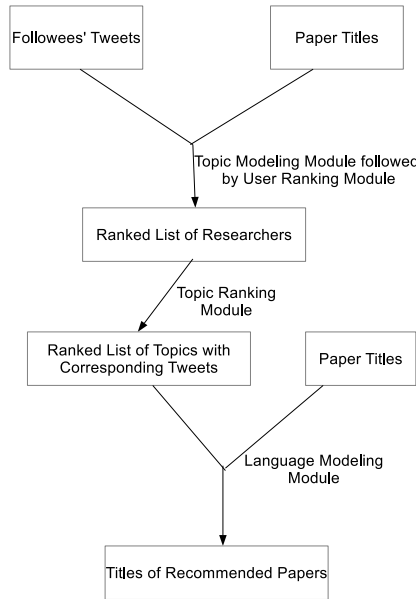 Followees' Tweets
Paper Titles
Topic Modeling Module followed
by User Ranking Module
Ranked List of Researchers
Topic Ranking
Module
Ranked List of Topics with
Corresponding Tweets
Paper Titles
Language Modeling
Module
Titles of Recommended Papers